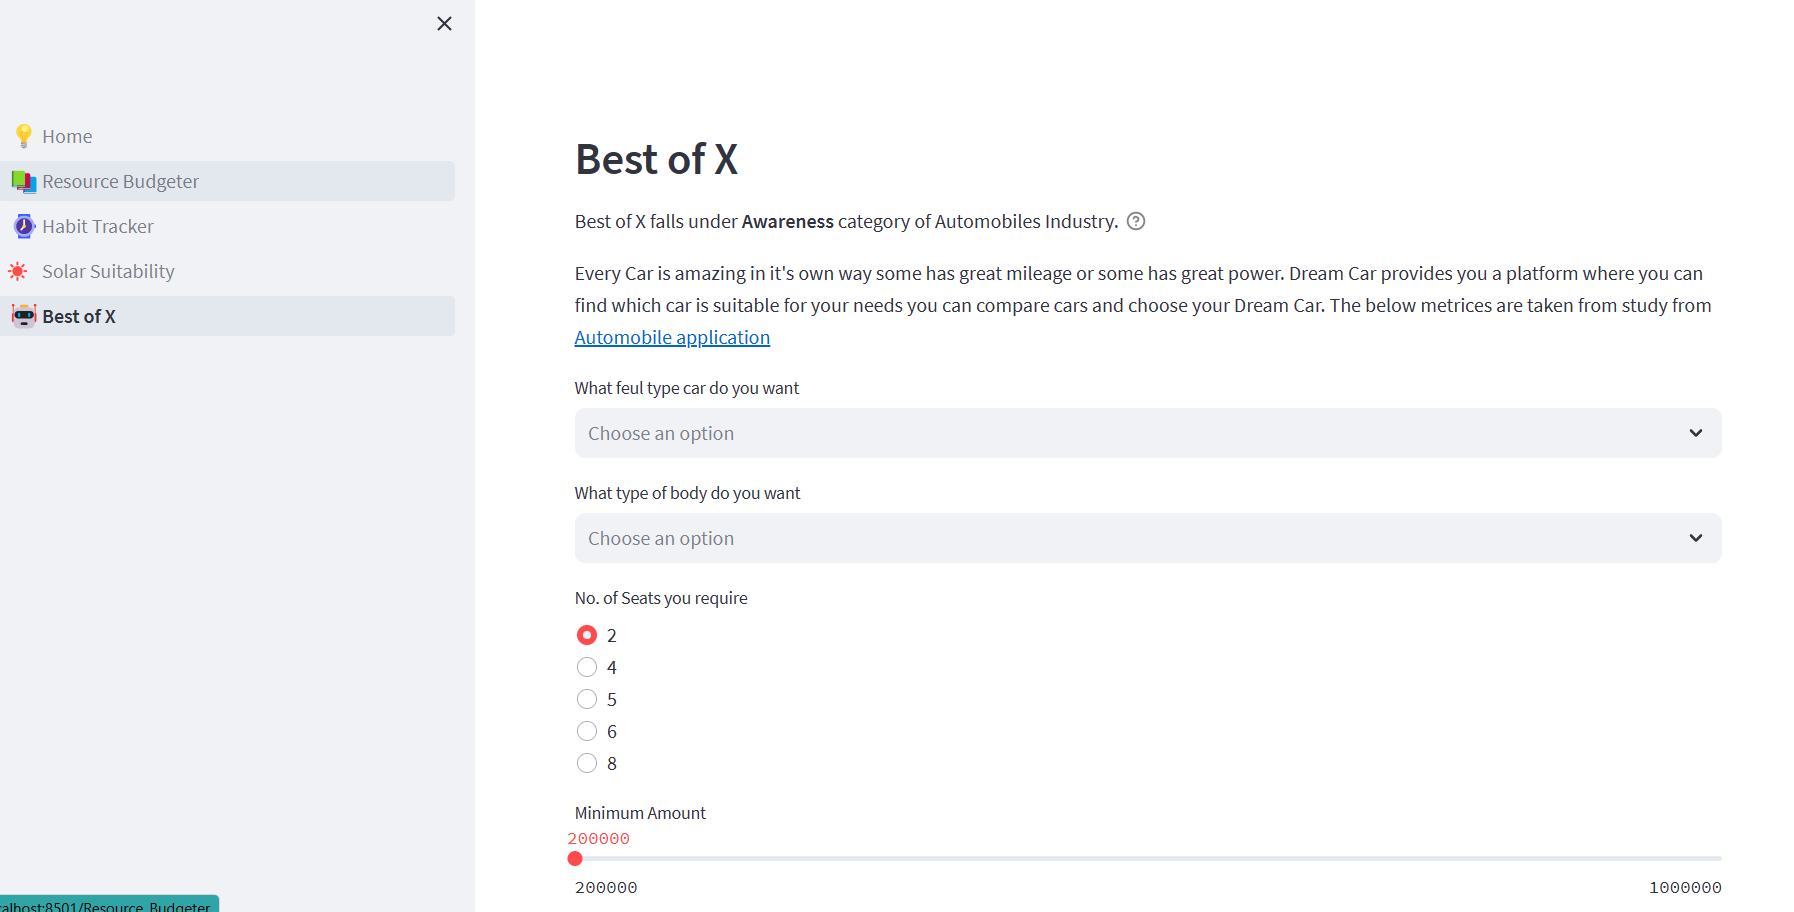 Home
Resource Budgeter
Habit Tracker
Solar Suitability
Best of X
Best of X
Best of X falls under Awareness category of Automobiles Industry.
Every Car is amazing in it's own way some has great mileage or some has great power. Dream Car provides you a platform where you can
find which car is suitable for your needs you can compare cars and choose your Dream Car. The below metrices are taken from study from
Automobile application
What feul type car do you want
Choose an option
What type of body do you want
Choose an option
No. of Seats you require
2
4
5
6
8
Minimum Amount
200000
200000 1000000
alhost:8501/Resource_Budgeter